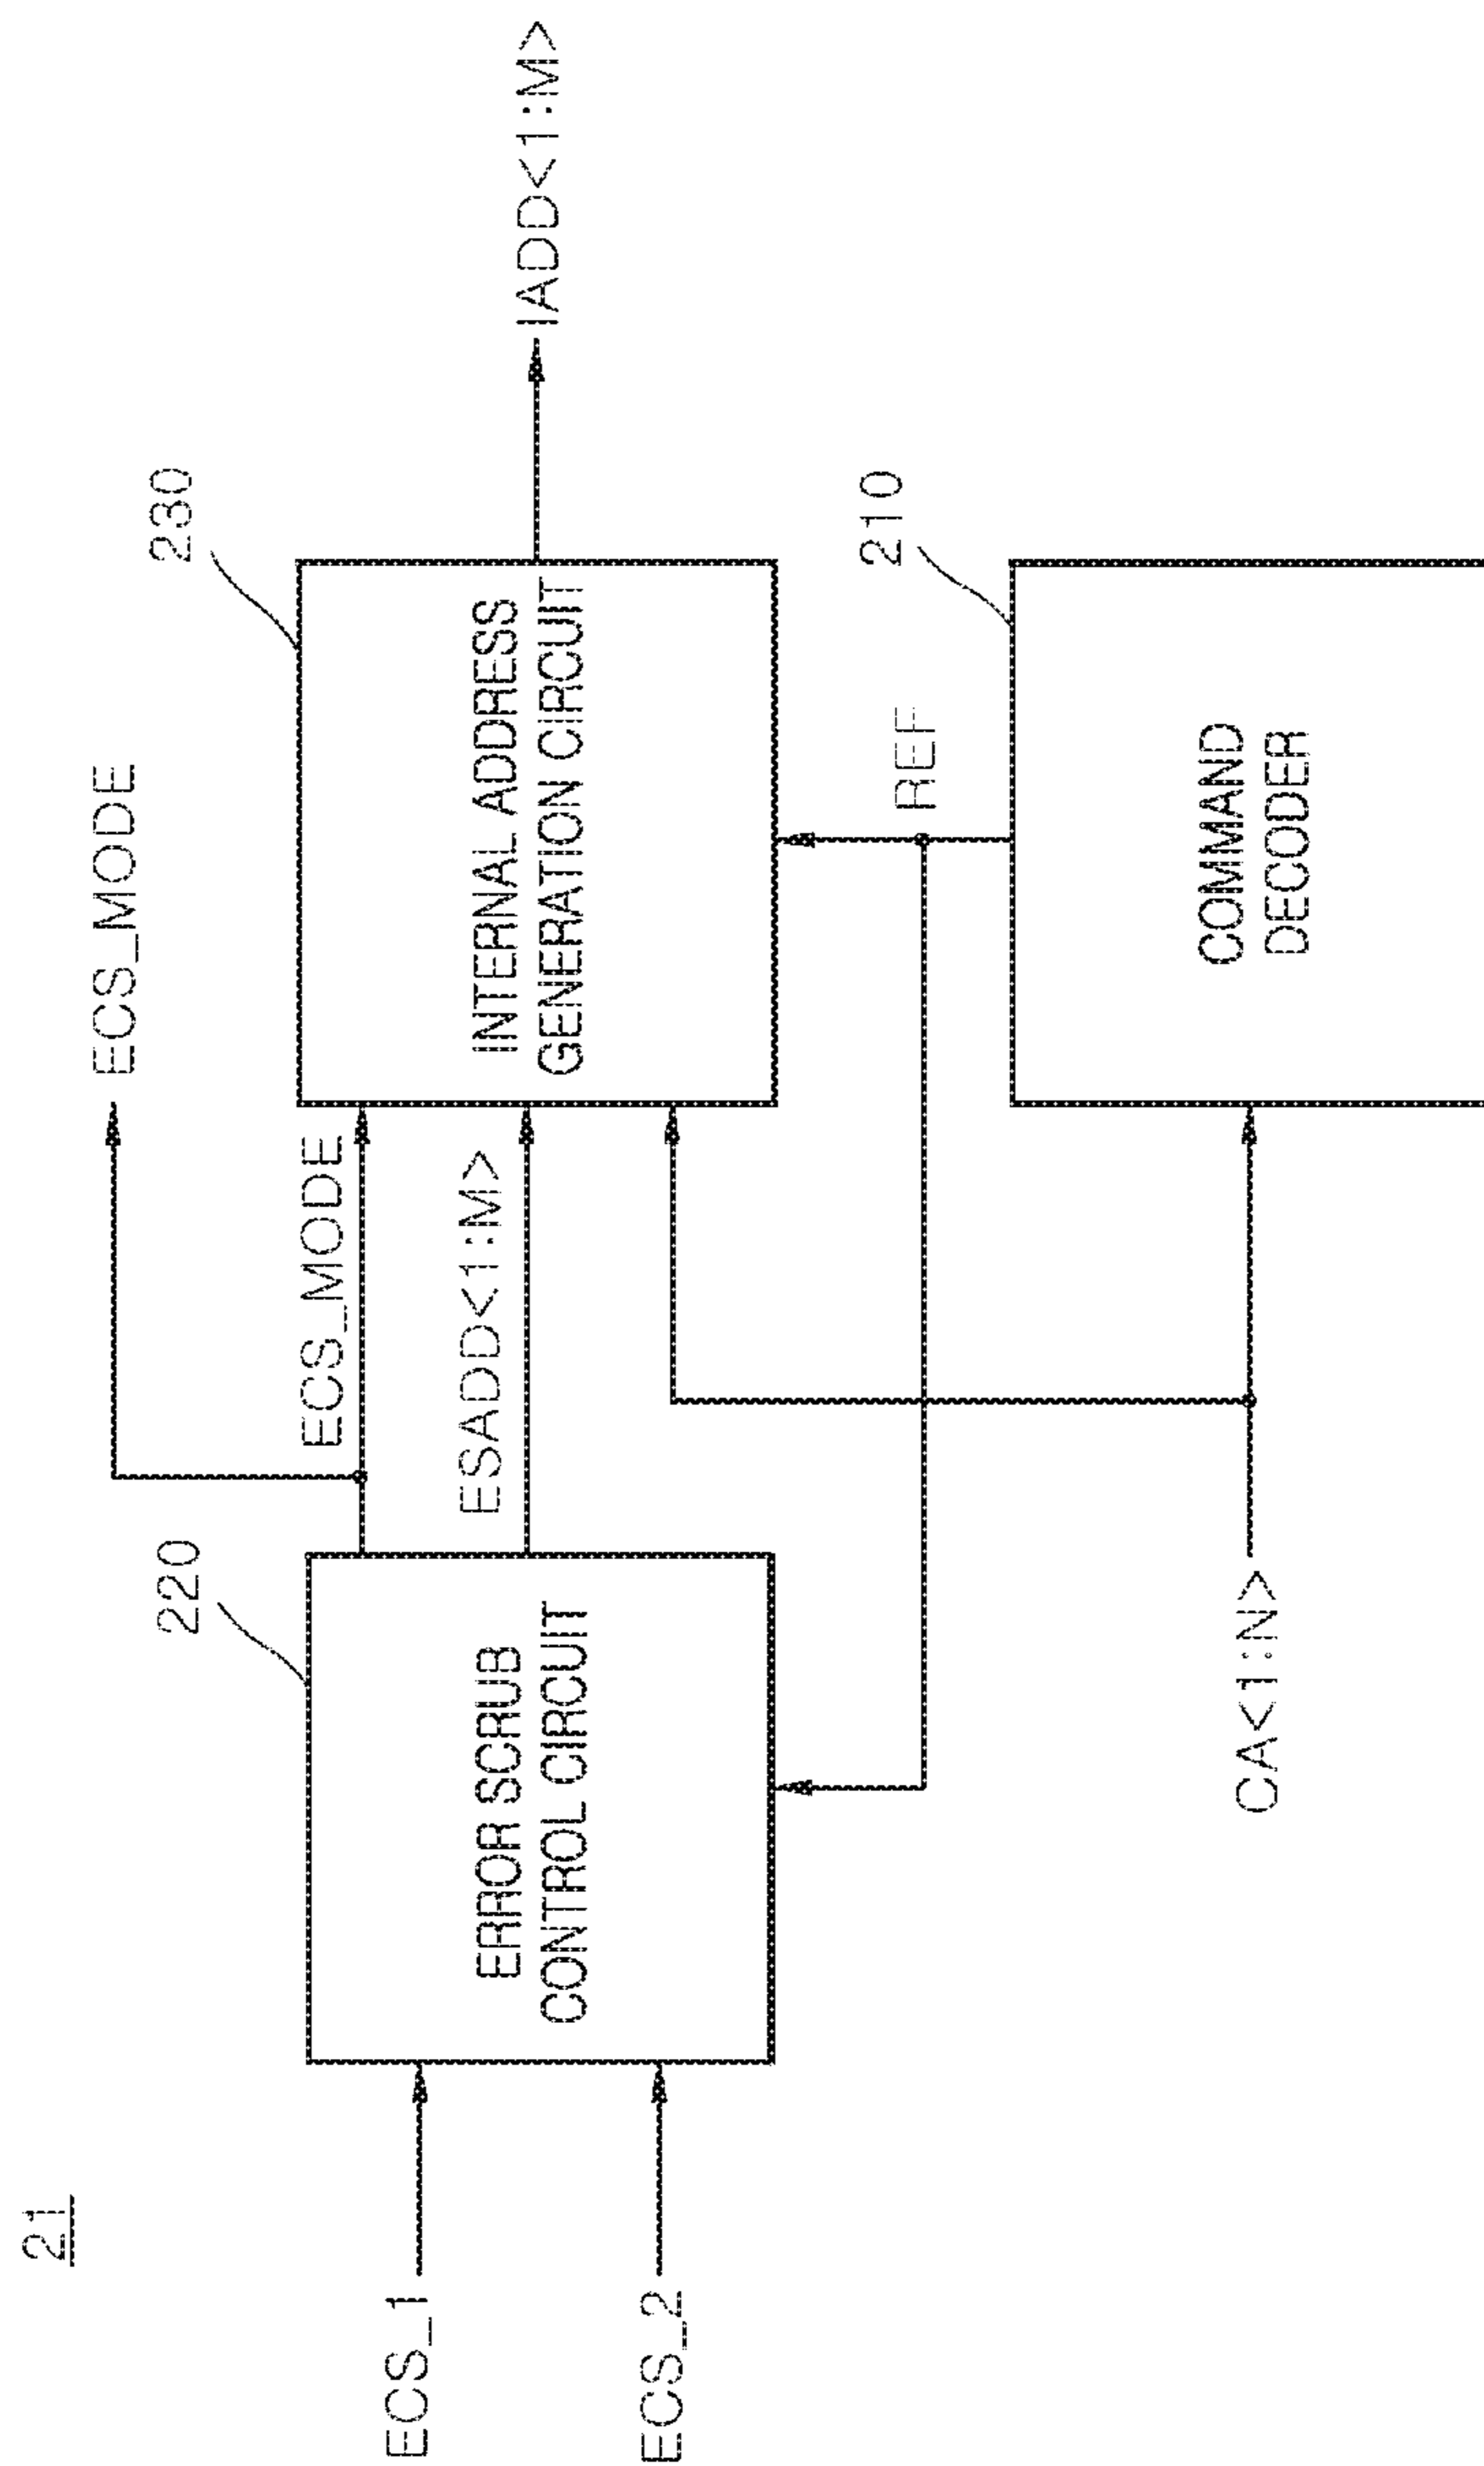 21
ECS_MODE
220
230
ECS_MODE
ECS_1
ERROR SCRUB
CONTROL CIRCUIT
ESADD<1:M>
INTERNAL ADDRESS
GENERATION CIRCUIT
IADD<1:M>
ECS_2
REF
210
CA<1:N>
COMMAND
DECODER